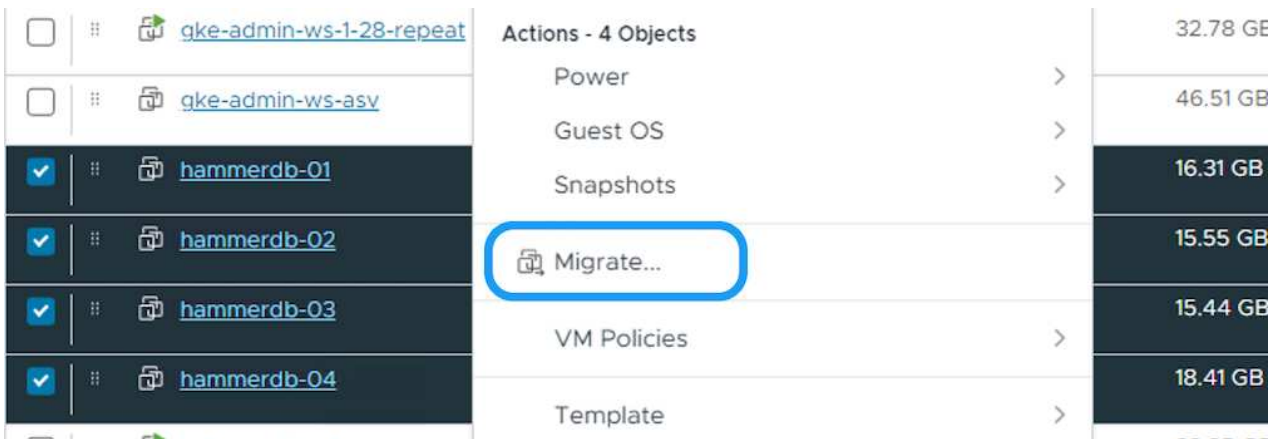 gke-admin-ws-1-28-repeat
Actions - 4 Objects
32.78 GB
Power
gke-admin-ws-asv
46.51 GB
Guest OS
hammerdb-01
Snapshots
16.31 GB
hammerdb-02
Migrate...
15.55 GB
hammerdb-03
VM Policies
15.44 GB
hammerdb-04
Template
18.41 GB